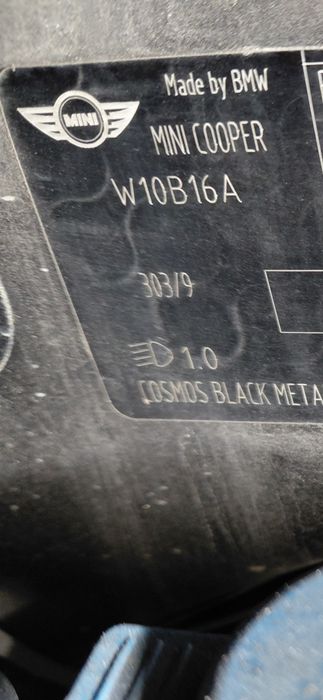 Made by BMW
MINI
MINI COOPER
W10B16A
303/9
1.0
COSMOS BLACK META